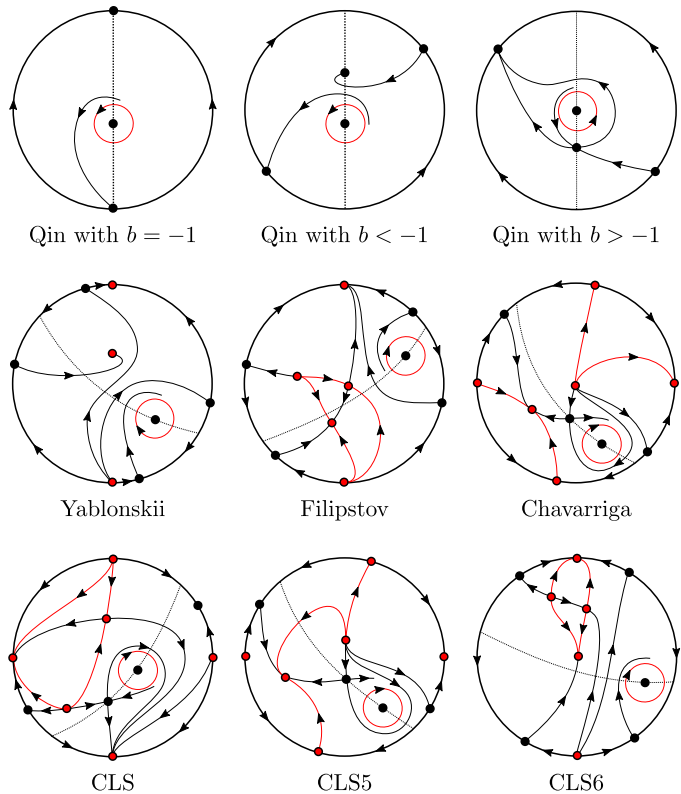 Qin with b = −1
Qin with b < −1
Qin with b > −1
Yablonskii
Filipstov
Chavarriga
CLS
CLS5
CLS6